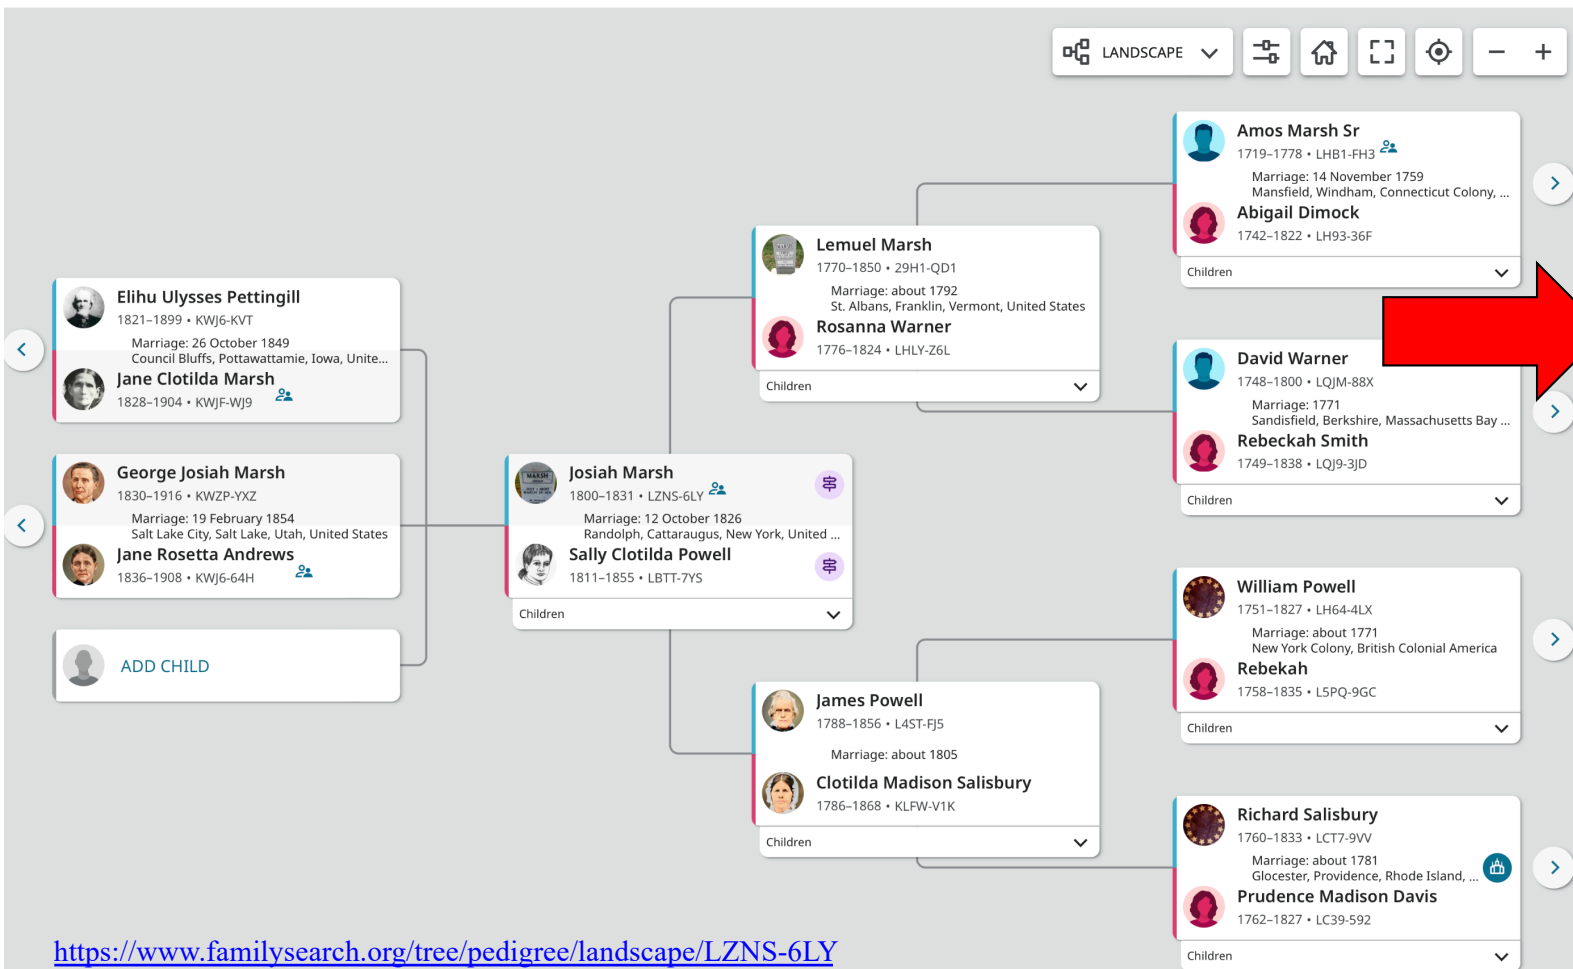 LANDSCAPE
Amos Marsh Sr
1719–1778 • LHB1-FH3
Marriage: 14 November 1759
Mansfield, Windham, Connecticut Colony, ...
Abigail Dimock
1742–1822 • LH93-36F
Children
Lemuel Marsh
1770–1850 • 29H1-QD1
Marriage: about 1792
St. Albans, Franklin, Vermont, United States
Rosanna Warner
1776–1824 • LHLY-Z6L
Children
Elihu Ulysses Pettingill
1821–1899 • KWJ6-KVT
Marriage: 26 October 1849
Council Bluffs, Pottawattamie, Iowa, Unite...
Jane Clotilda Marsh
1828–1904 • KWJF-WJ9
David Warner
1748–1800 • LQJM-88X
Marriage: 1771
Sandisfield, Berkshire, Massachusetts Bay ...
Rebeckah Smith
1749–1838 • LQJ9-3JD
Children
George Josiah Marsh
1830–1916 • KWZP-YXZ
Marriage: 19 February 1854
Salt Lake City, Salt Lake, Utah, United States
Jane Rosetta Andrews
1836–1908 • KWJ6-64H
Josiah Marsh
1800–1831 • LZNS-6LY
Marriage: 12 October 1826
Randolph, Cattaraugus, New York, United ...
Sally Clotilda Powell
1811–1855 • LBTT-7YS
Children
ADD CHILD
William Powell
1751–1827 • LH64-4LX
Marriage: about 1771
New York Colony, British Colonial America
Rebekah
1758–1835 • L5PQ-9GC
Children
James Powell
1788–1856 • L4ST-FJ5
Marriage: about 1805
Clotilda Madison Salisbury
1786–1868 • KLFW-V1K
Children
Richard Salisbury
1760–1833 • LCT7-9VV
Marriage: about 1781
Glocester, Providence, Rhode Island, ...
Prudence Madison Davis
1762–1827 • LC39-592
Children
https://www.familysearch.org/tree/pedigree/landscape/LZNS-6LY